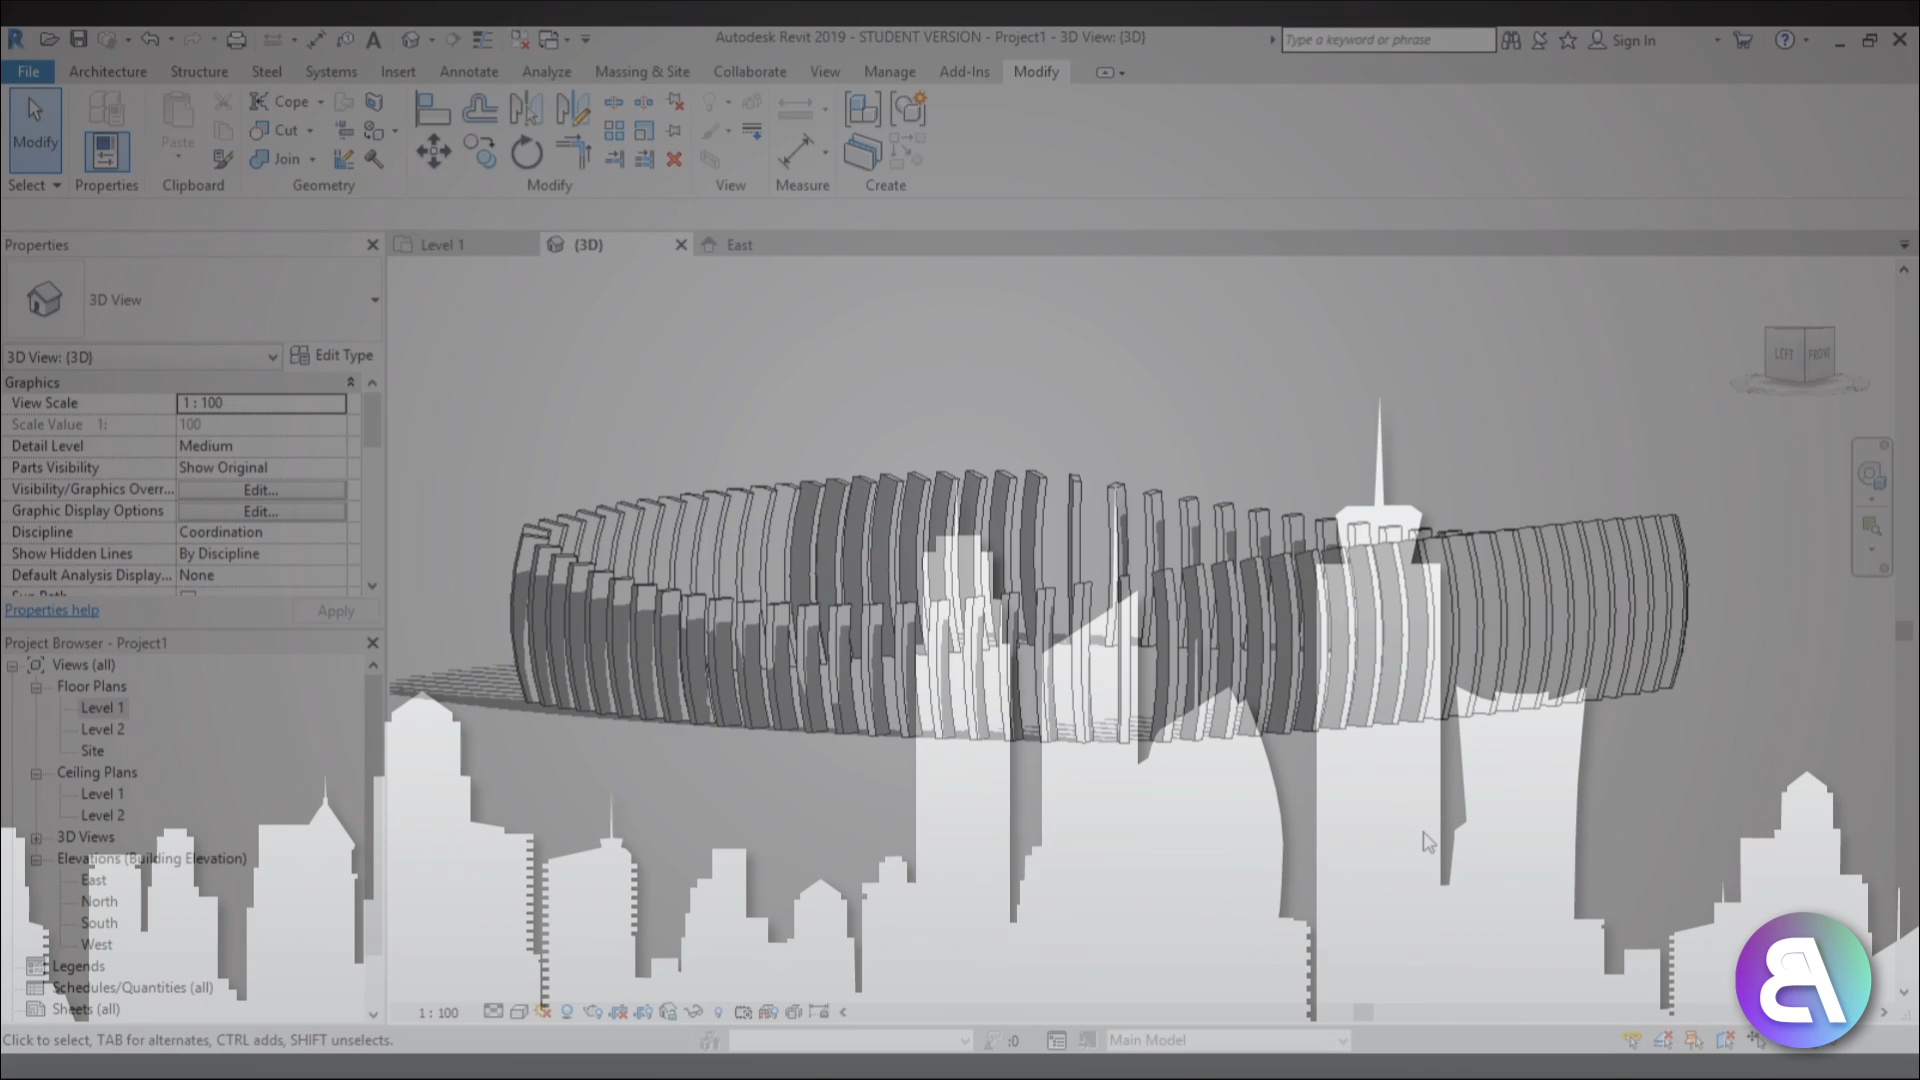 Autodesk Revit 2019 - STUDENT VERSION - Project1 - 3D View: {3D}
Type a keyword or phrase
Sign In
File Architecture Structure Steel Systems Insert Annotate Analyze Massing & Site Collaborate View Manage Add-Ins Modify
Modify
Paste
Cope
Cut
Join
Select Properties Clipboard Geometry Modify View Measure Create
Properties
Level 1
{3D}
East
3D View
LEFT FRONT
3D View: {3D}
Edit Type
Graphics
View Scale 1 : 100
Scale Value 1: 100
Detail Level Medium
Parts Visibility Show Original
Visibility/Graphics Overr... Edit...
Graphic Display Options Edit...
Discipline Coordination
Show Hidden Lines By Discipline
Default Analysis Display... None
Properties help
Apply
Project Browser - Project1
Views (all)
Floor Plans
Level 1
Level 2
Site
Ceiling Plans
Level 1
Level 2
3D Views
Elevations (Building Elevation)
East
North
South
West
Legends
Schedules/Quantities (all)
Sheets (all)
1 : 100
Click to select, TAB for alternates, CTRL adds, SHIFT unselects.
:0
Main Model